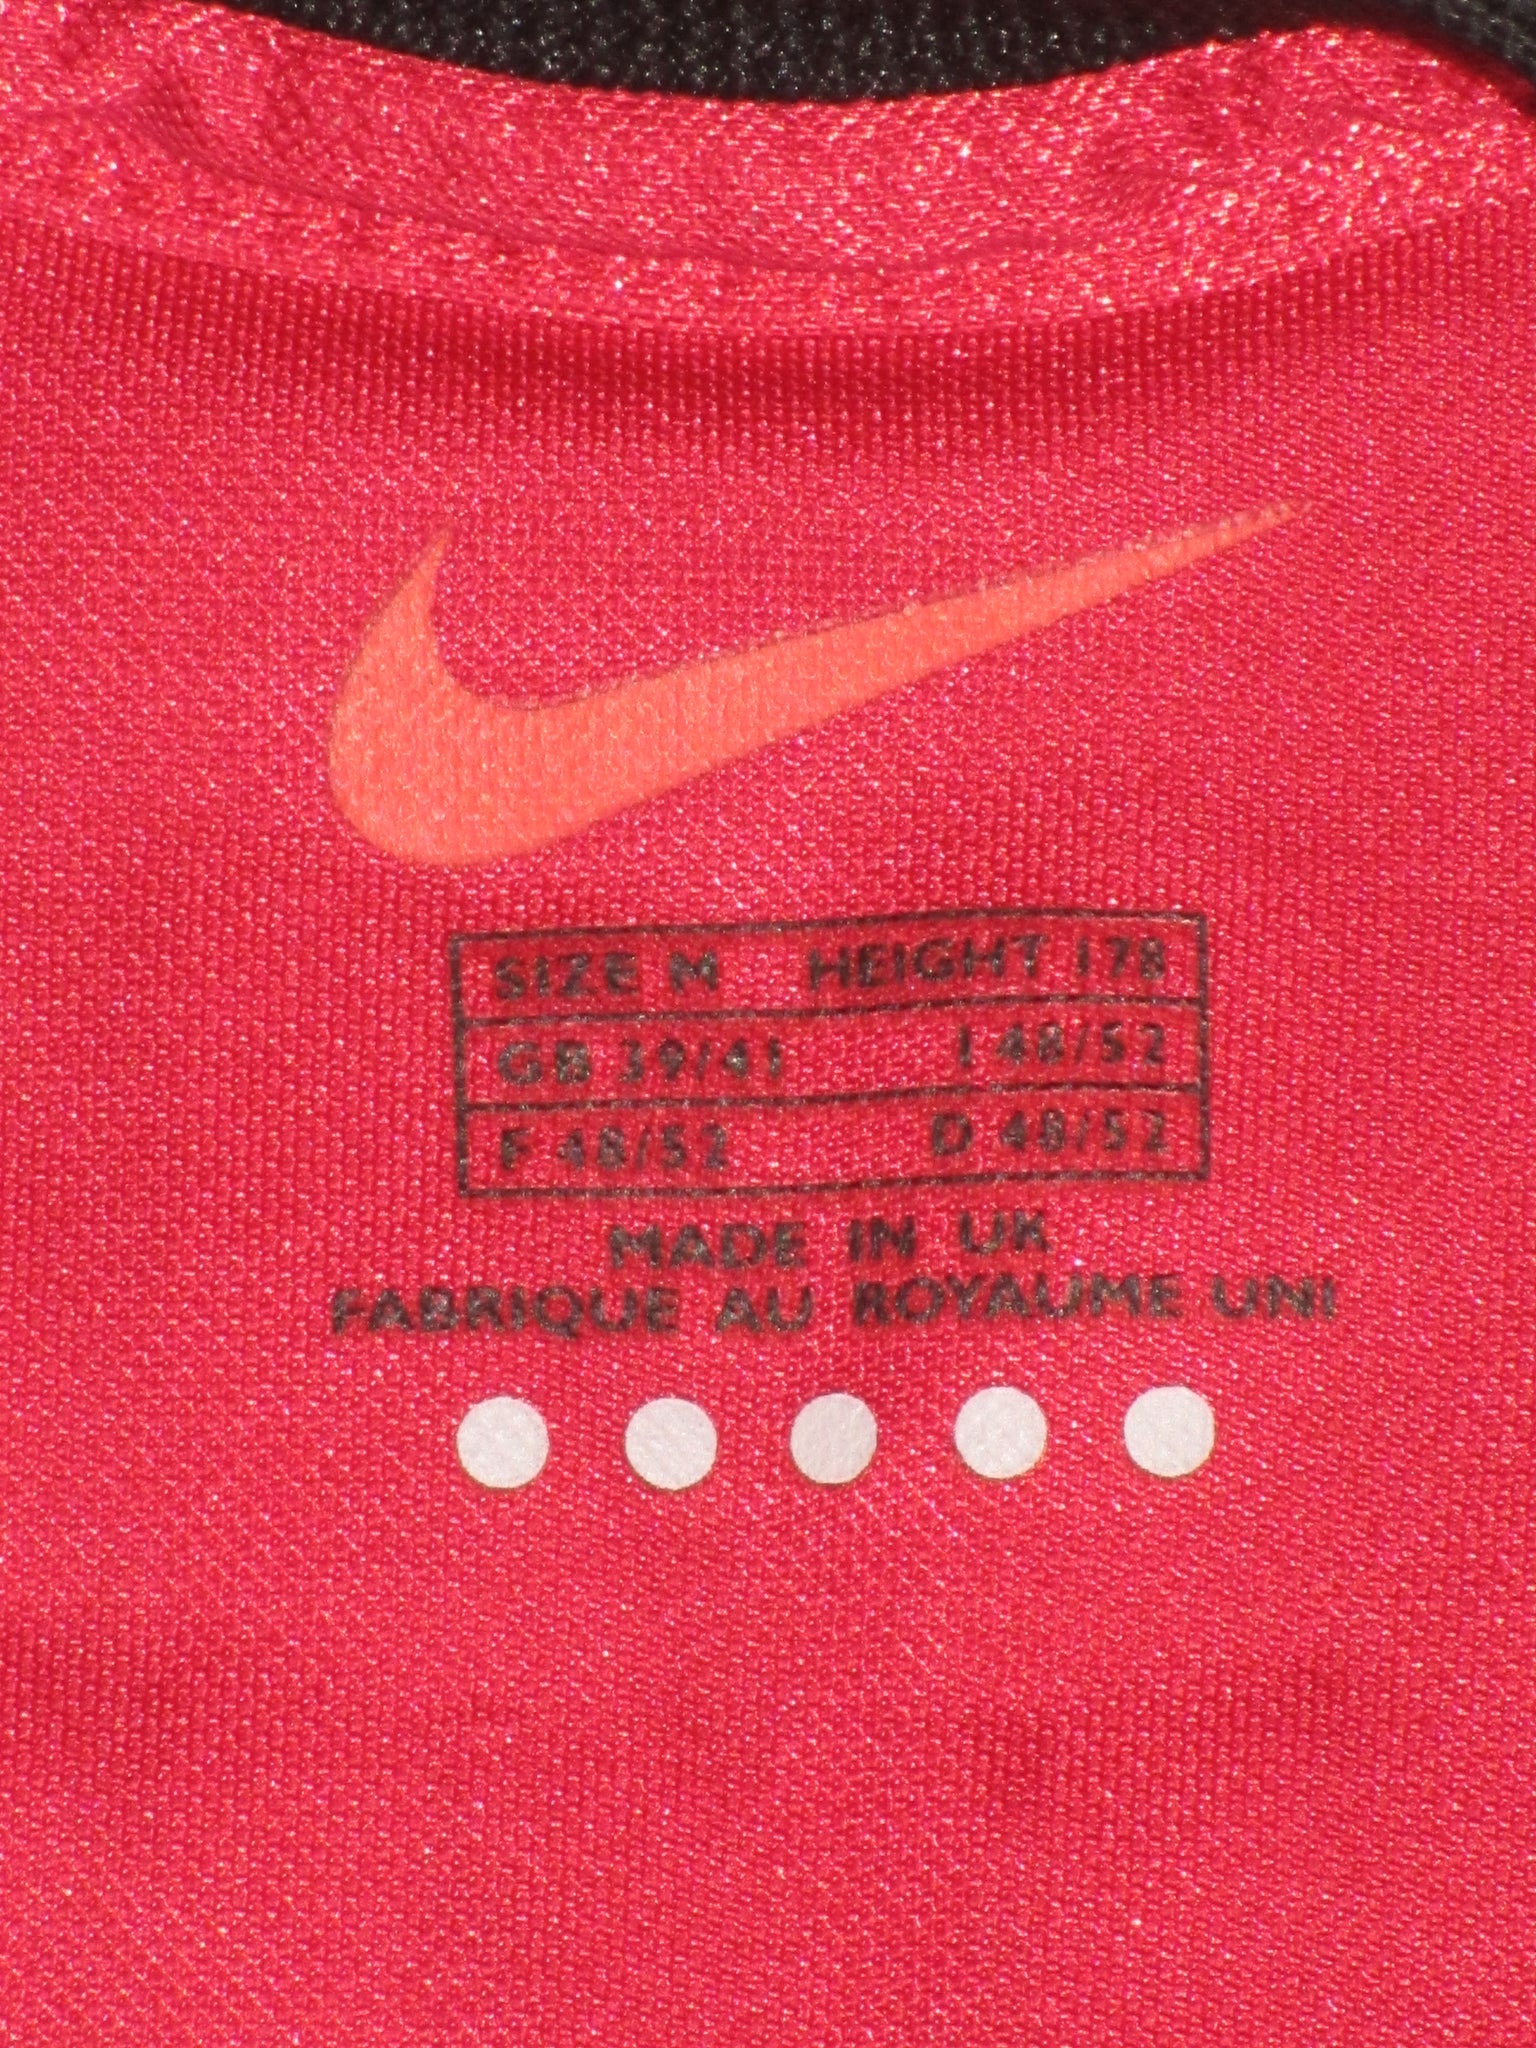 SIZE M HEIGHT 178
GB 39/41 I 48/52
F 48/52 D 48/52
MADE IN UK
FABRIQUE AU ROYAUME UNI